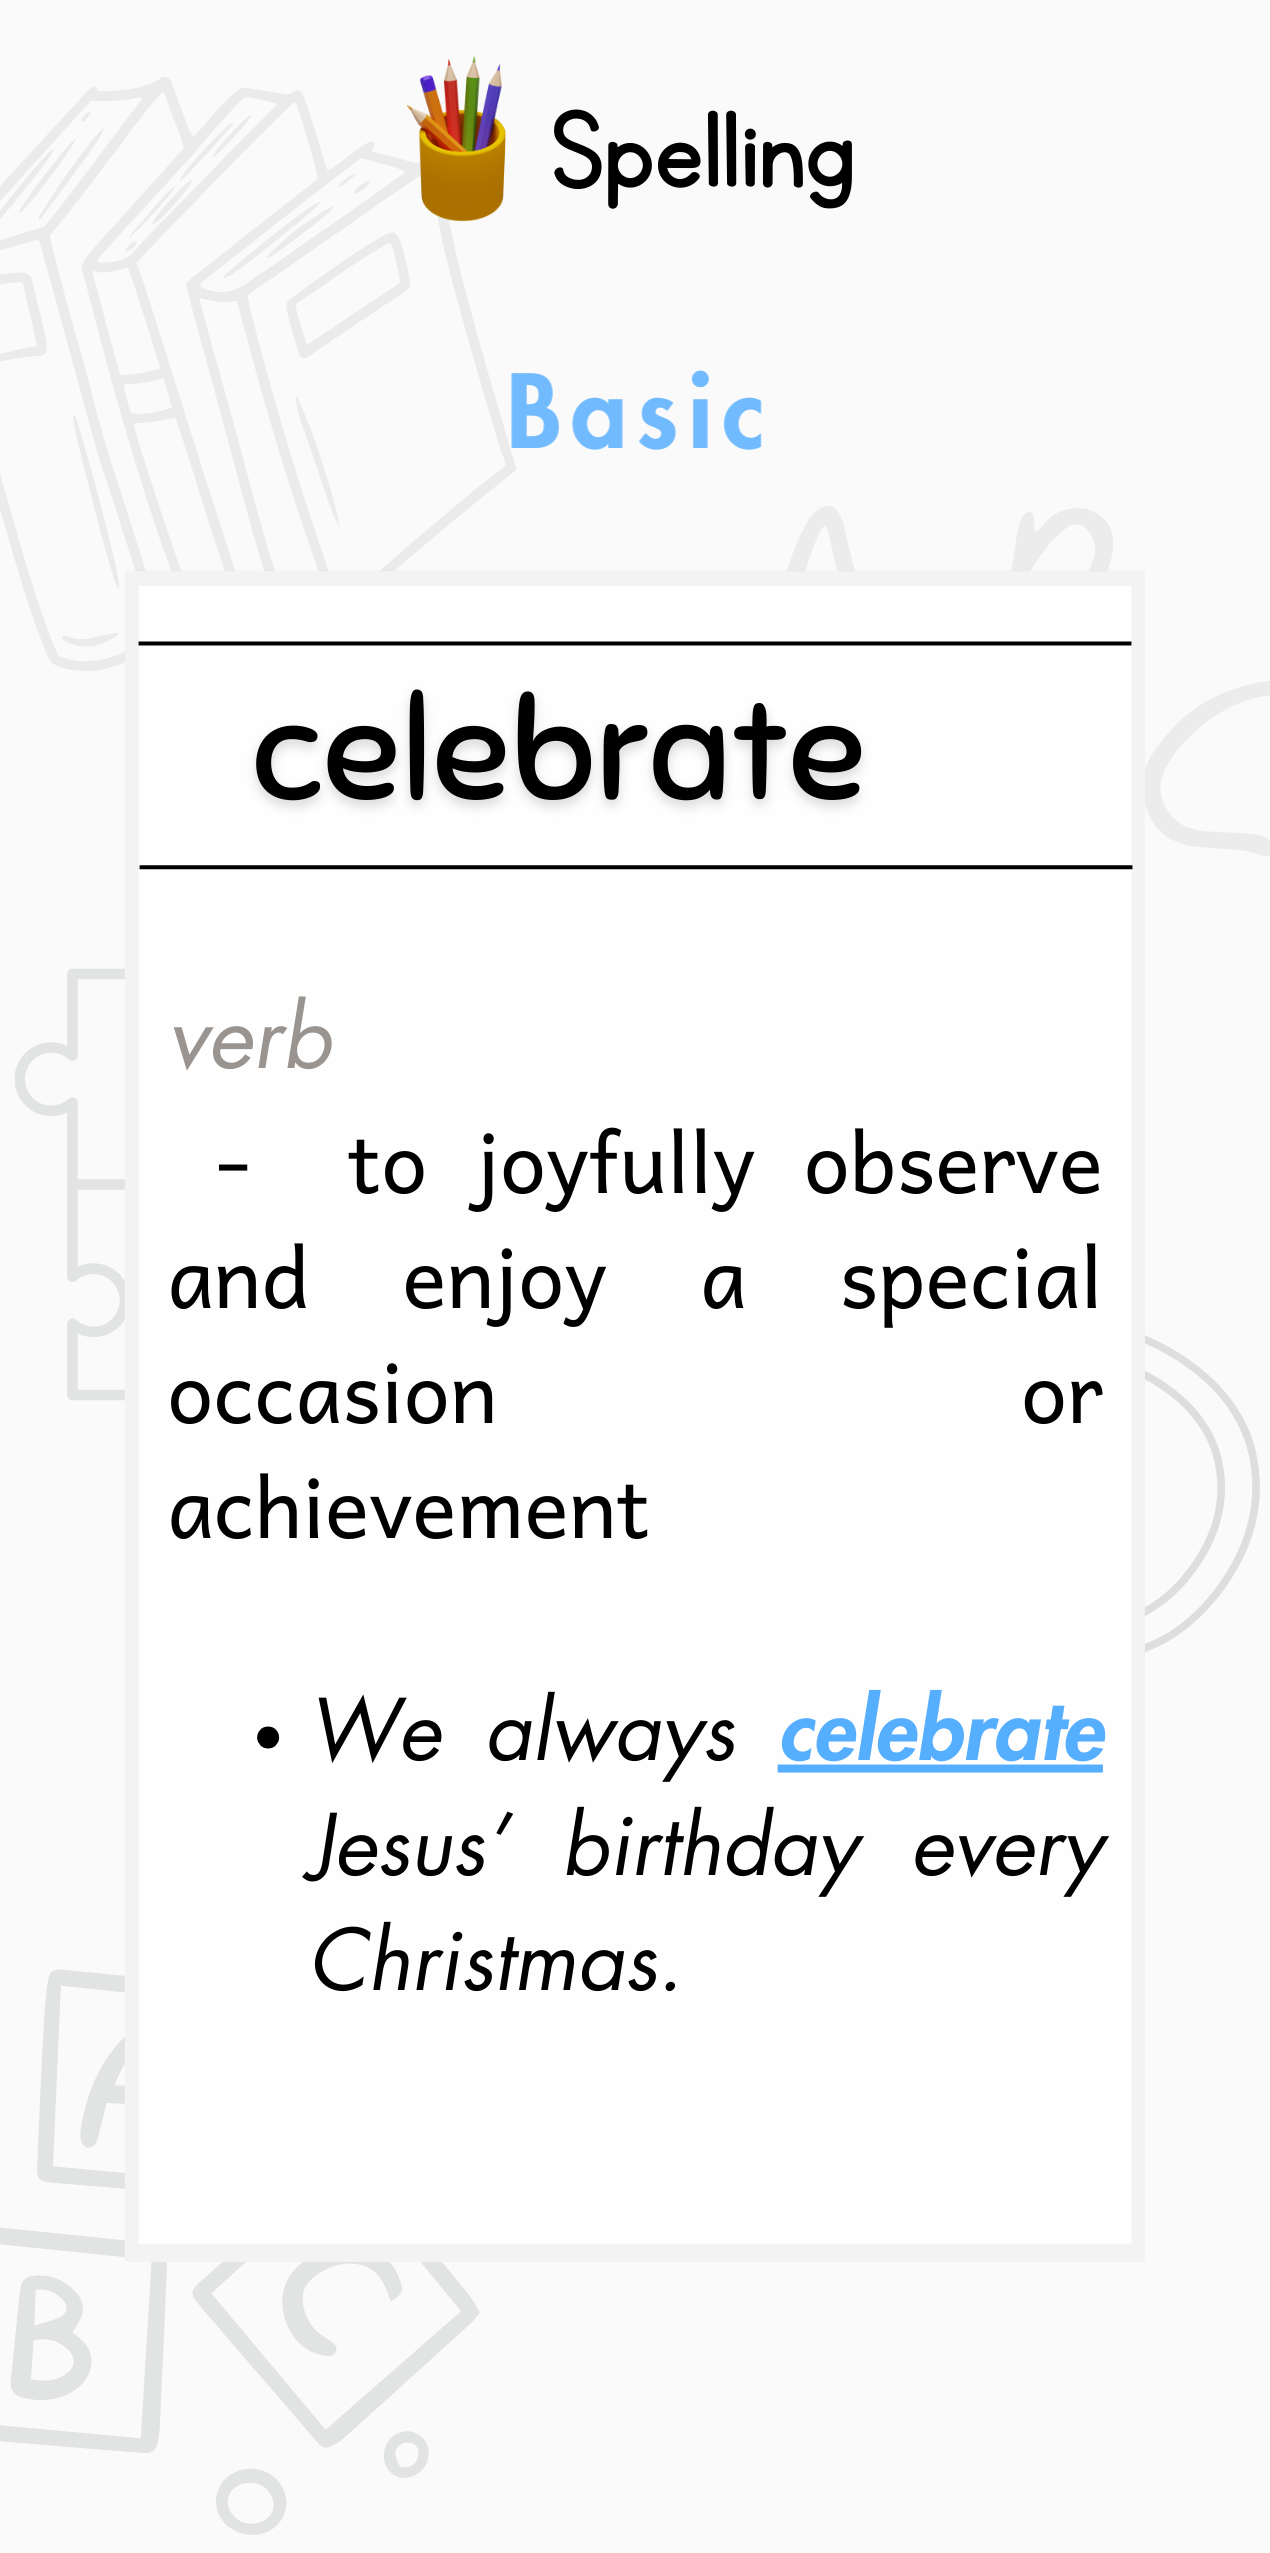 Spelling
Basic
celebrate
verb
- to joyfully observe
and enjoy a special
occasion or
achievement
• We always celebrate
Jesus’ birthday every
Christmas.
A
B
C